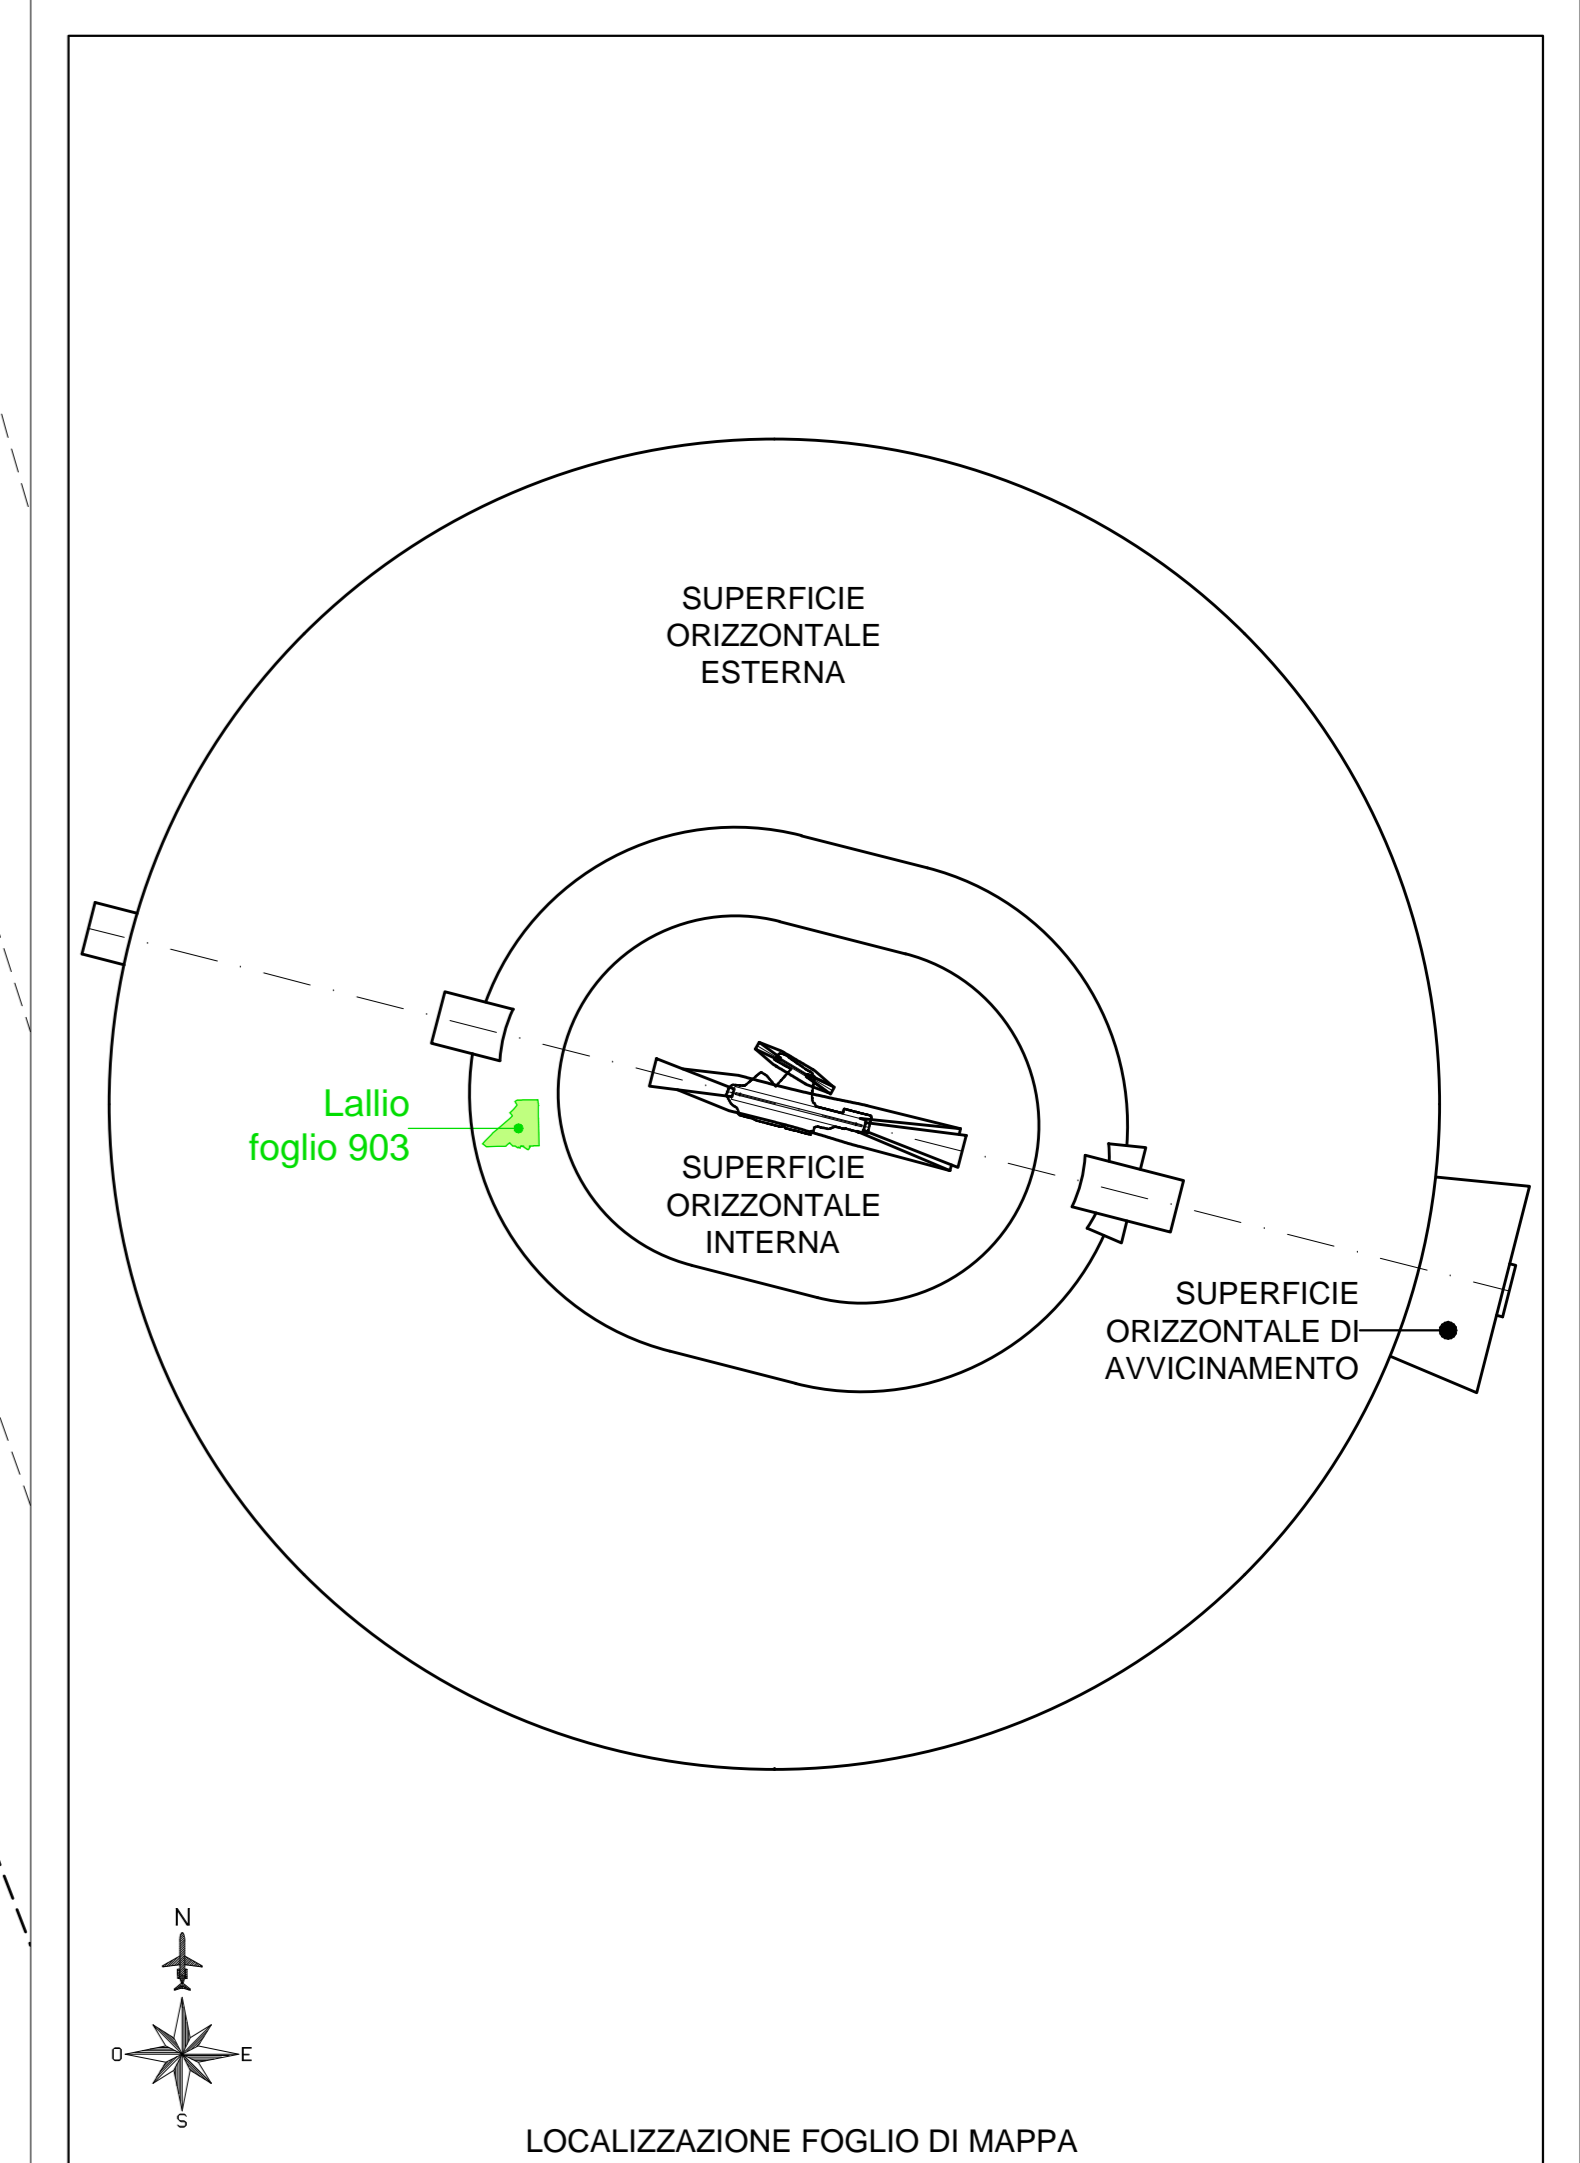 SUPERFICIE
ORIZZONTALE
ESTERNA
Lallio
foglio 903
SUPERFICIE
ORIZZONTALE
INTERNA
SUPERFICIE
ORIZZONTALE DI
AVVICINAMENTO
N
O
E
S
LOCALIZZAZIONE FOGLIO DI MAPPA